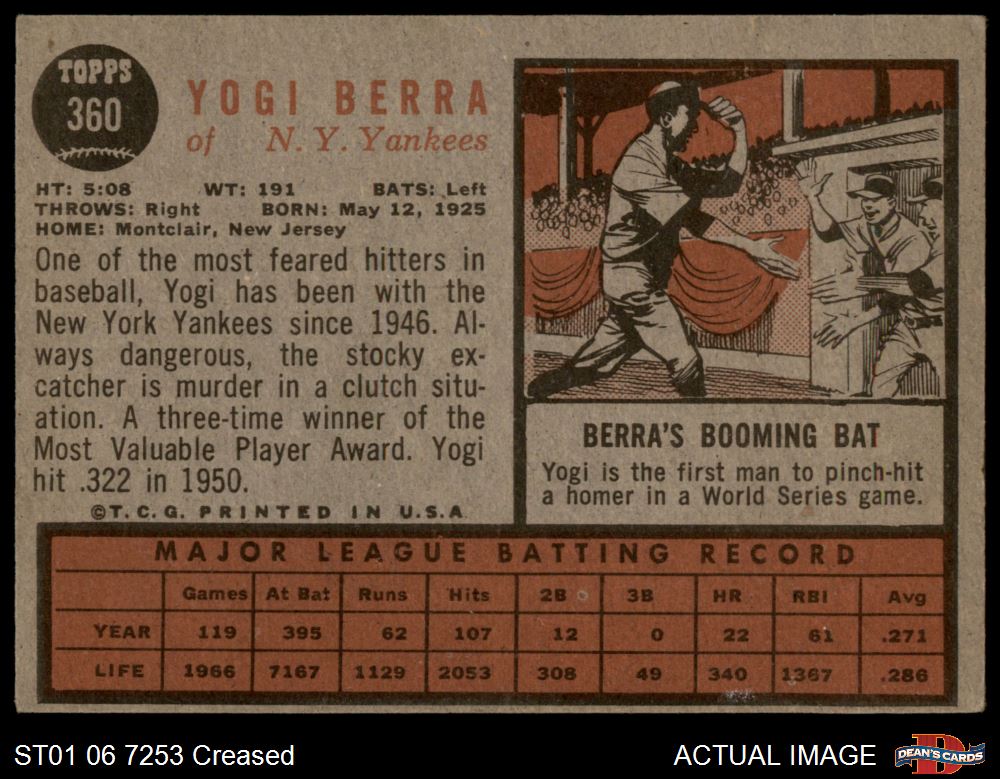 TOPPS
360
YOGI BERRA
of N. Y. Yankees
HT: 5:08 WT: 191 BATS: Left
THROWS: Right BORN: May 12, 1925
HOME: Montclair, New Jersey
One of the most feared hitters in
baseball, Yogi has been with the
New York Yankees since 1946. Al-
ways dangerous, the stocky ex-
catcher is murder in a clutch situ-
ation. A three-time winner of the
Most Valuable Player Award. Yogi
hit .322 in 1950.
©T.C.G. PRINTED IN U.S.A.
BERRA'S BOOMING BAT
Yogi is the first man to pinch-hit
a homer in a World Series game.
MAJOR LEAGUE BATTING RECORD
Games At Bat Runs Hits 2B 3B HR RBI Avg
YEAR 119 395 62 107 12 0 22 61 .271
LIFE 1966 7167 1129 2053 308 49 340 1367 .286
ST01 06 7253 Creased
ACTUAL IMAGE
DEAN'S CARDS